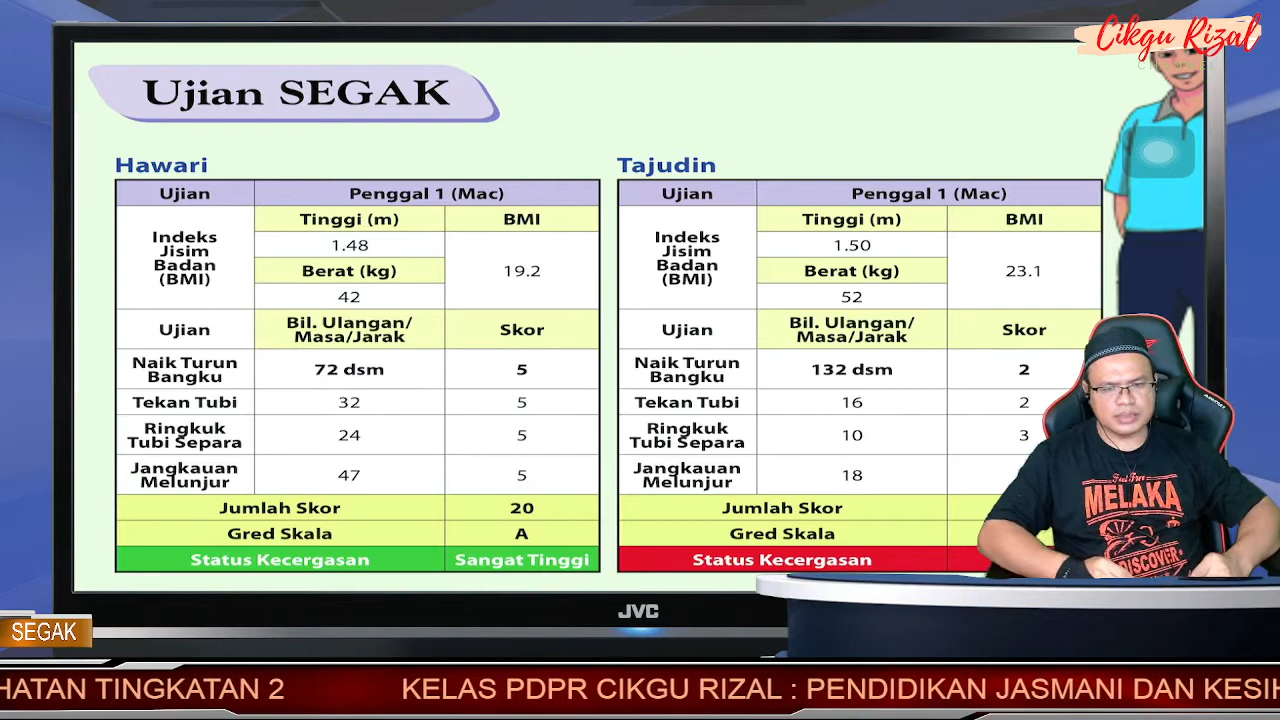 Cikgu Rizal
Ujian SEGAK
Hawari
Ujian
Penggal 1 (Mac)
Indeks
Jisim
Badan
(BMI)
Tinggi (m)
BMI
1.48
19.2
Berat (kg)
42
Ujian
Bil. Ulangan/
Masa/Jarak
Skor
Naik Turun
Bangku
72 dsm
5
Tekan Tubi
32
5
Ringkuk
Tubi Separa
24
5
Jangkauan
Melunjur
47
5
Jumlah Skor
20
Gred Skala
A
Status Kecergasan
Sangat Tinggi
Tajudin
Ujian
Penggal 1 (Mac)
Indeks
Jisim
Badan
(BMI)
Tinggi (m)
BMI
1.50
23.1
Berat (kg)
52
Ujian
Bil. Ulangan/
Masa/Jarak
Skor
Naik Turun
Bangku
132 dsm
2
Tekan Tubi
16
2
Ringkuk
Tubi Separa
10
3
Jangkauan
Melunjur
18
Jumlah Skor
Gred Skala
Status Kecergasan
MELAKA
DISCOVER
JVC
SEGAK
HATAN TINGKATAN 2
KELAS PDPR CIKGU RIZAL : PENDIDIKAN JASMANI DAN KESIH